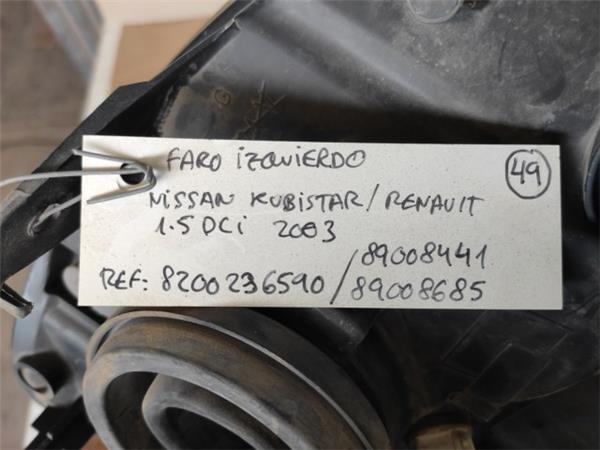 FARO IZQUIERDO
49
NISSAN KUBISTAR/RENAULT
1.5 DCi 2003
REF: 8200236590/89008441
/89008685